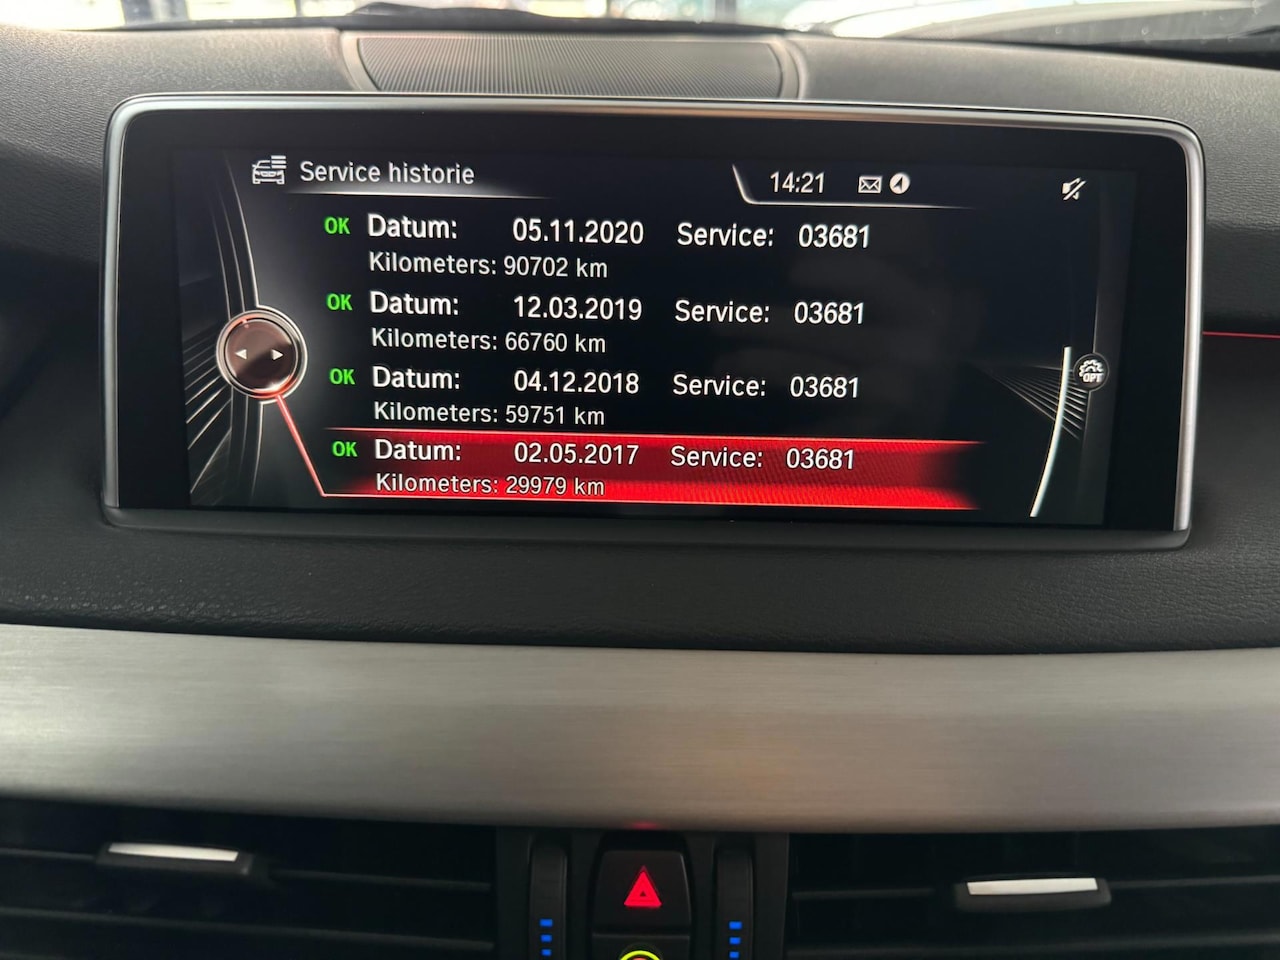 Service historie
14:21
OK Datum: 05.11.2020 Service: 03681
Kilometers: 90702 km
OK Datum: 12.03.2019 Service: 03681
Kilometers: 66760 km
OK Datum: 04.12.2018 Service: 03681
Kilometers: 59751 km
OK Datum: 02.05.2017 Service: 03681
Kilometers: 29979 km
OPT